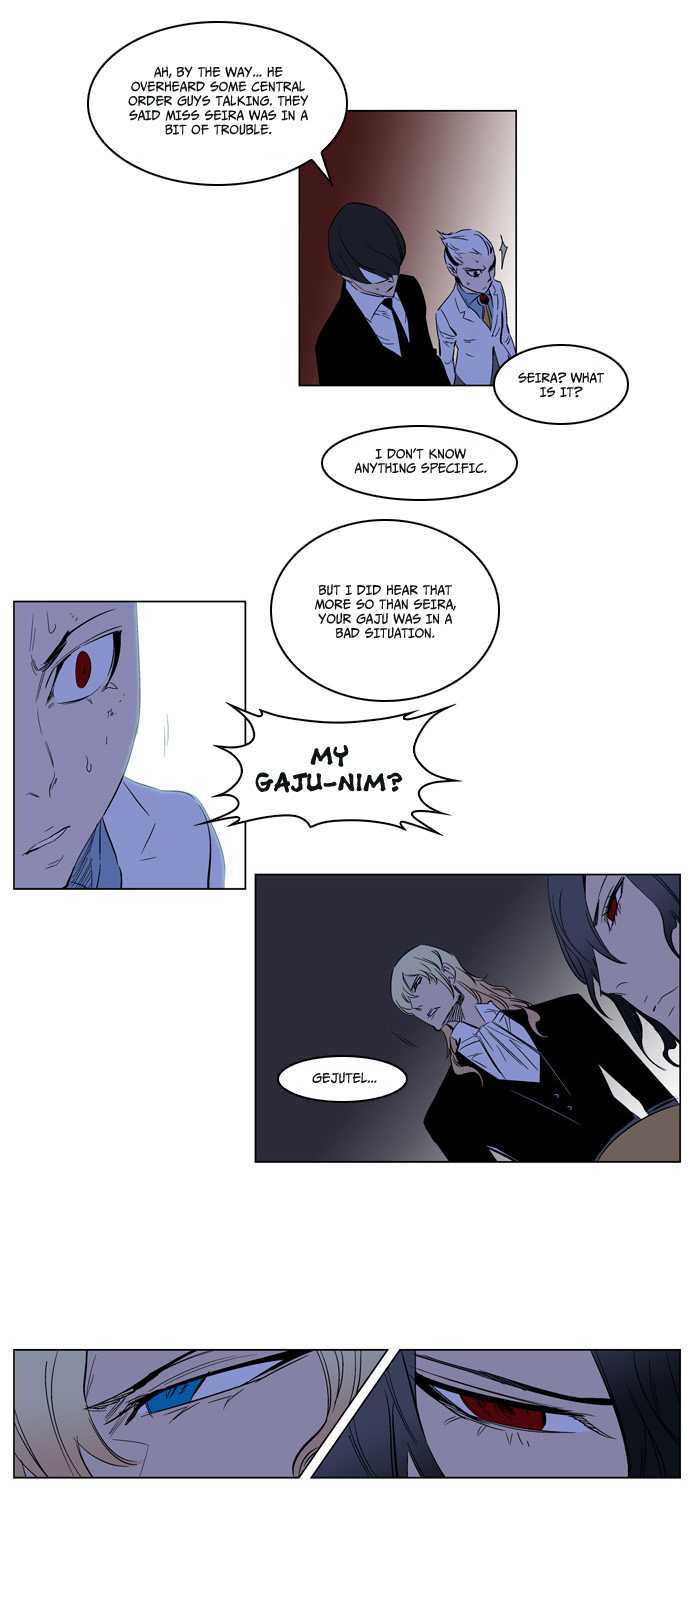 AH, BY THE WAY... HE
OVERHEARD SOME CENTRAL
ORDER GUYS TALKING. THEY
SAID MISS SEIRA WAS IN A
BIT OF TROUBLE.
SEIRA? WHAT
IS IT?
I DON'T KNOW
ANYTHING SPECIFIC.
BUT I DID HEAR THAT
MORE SO THAN SEIRA,
YOUR GAJU WAS IN A
BAD SITUATION.
MY
GAJU-NIM?
GEJUTEL...